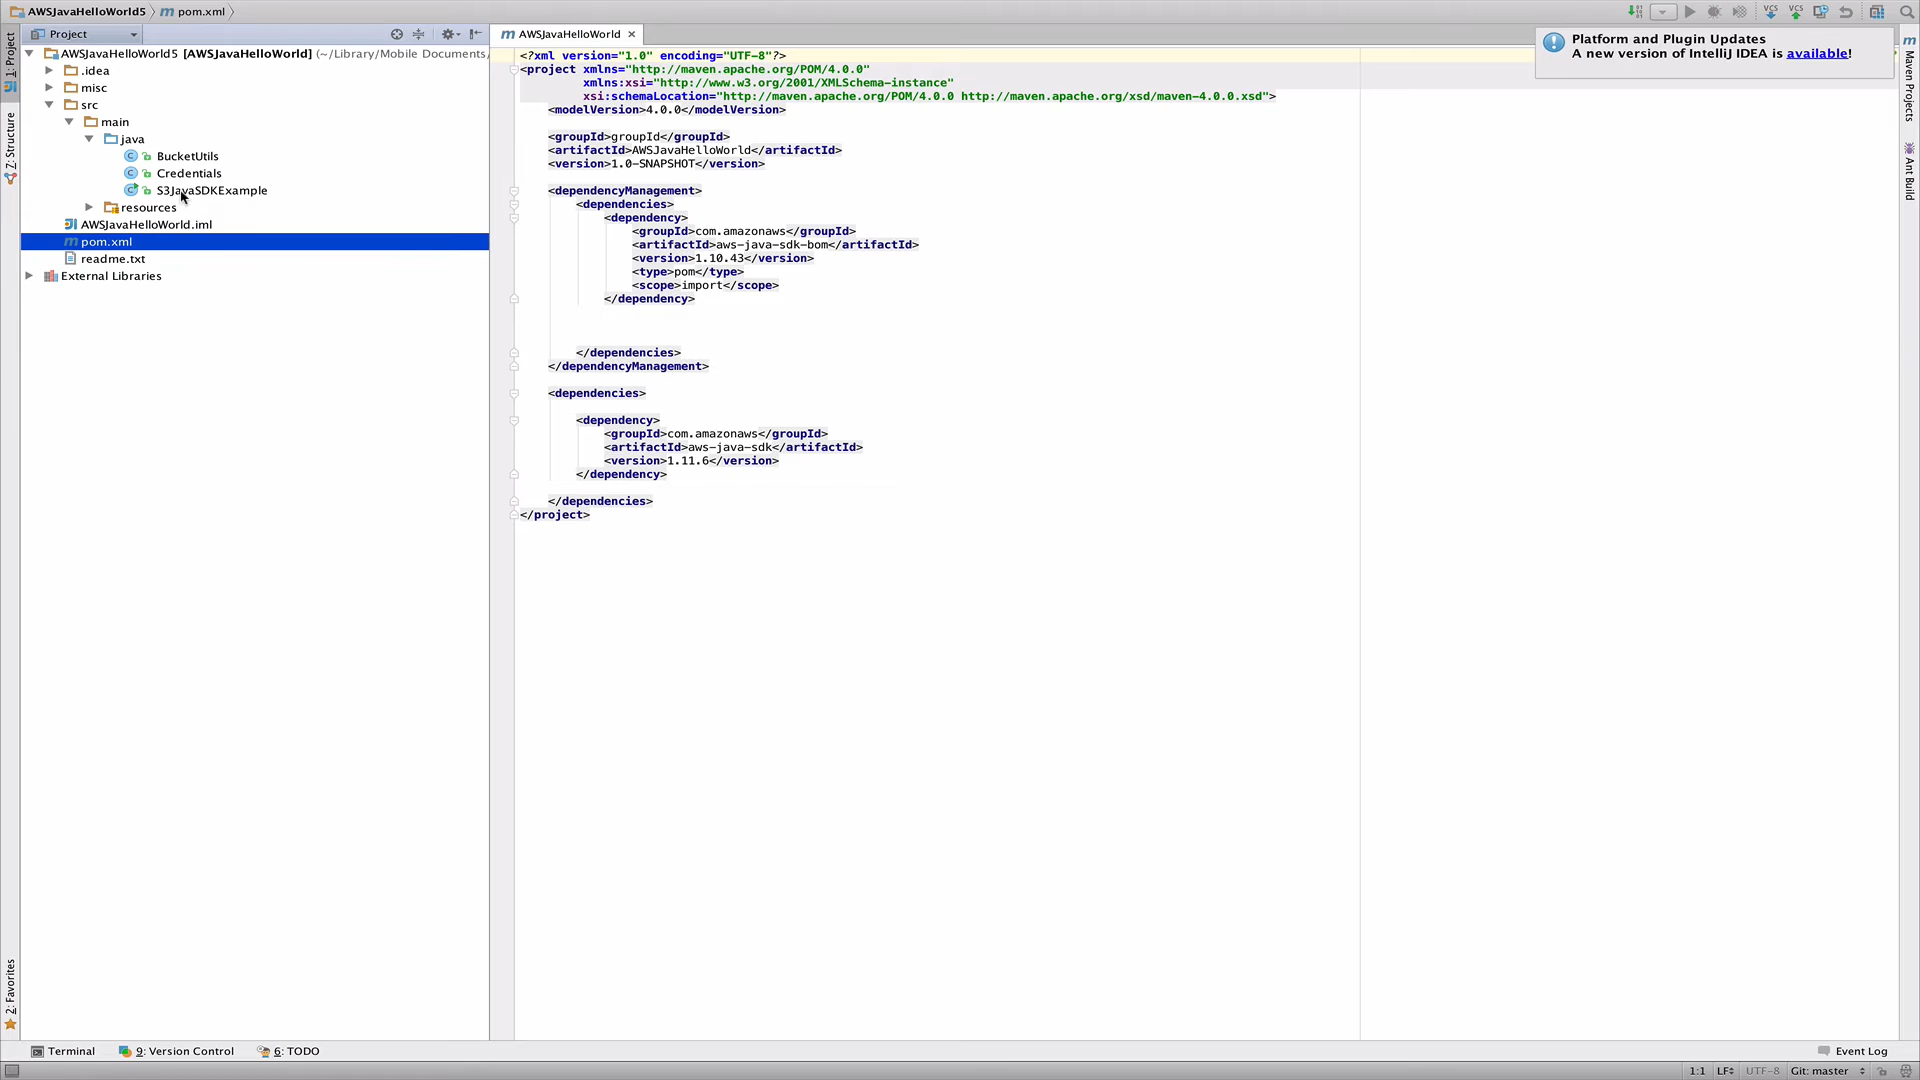 AWSJavaHelloWorld5 pom.xml
Project
AWSJavaHelloWorld
Platform and Plugin Updates
A new version of IntelliJ IDEA is available!
1: Project
Z: Structure
2: Favorites
AWSJavaHelloWorld5 [AWSJavaHelloWorld] (~/Library/Mobile Documents/
.idea
misc
src
main
java
BucketUtils
Credentials
S3JavaSDKExample
resources
AWSJavaHelloWorld.iml
pom.xml
readme.txt
External Libraries
<?xml version="1.0" encoding="UTF-8"?>
<project xmlns="http://maven.apache.org/POM/4.0.0"
xmlns:xsi="http://www.w3.org/2001/XMLSchema-instance"
xsi:schemaLocation="http://maven.apache.org/POM/4.0.0 http://maven.apache.org/xsd/maven-4.0.0.xsd">
<modelVersion>4.0.0</modelVersion>
<groupId>groupId</groupId>
<artifactId>AWSJavaHelloWorld</artifactId>
<version>1.0-SNAPSHOT</version>
<dependencyManagement>
<dependencies>
<dependency>
<groupId>com.amazonaws</groupId>
<artifactId>aws-java-sdk-bom</artifactId>
<version>1.10.43</version>
<type>pom</type>
<scope>import</scope>
</dependency>
</dependencies>
</dependencyManagement>
<dependencies>
<dependency>
<groupId>com.amazonaws</groupId>
<artifactId>aws-java-sdk</artifactId>
<version>1.11.6</version>
</dependency>
</dependencies>
</project>
Maven Projects
Ant Build
Terminal
9: Version Control
6: TODO
Event Log
1:1 LF UTF-8 Git: master